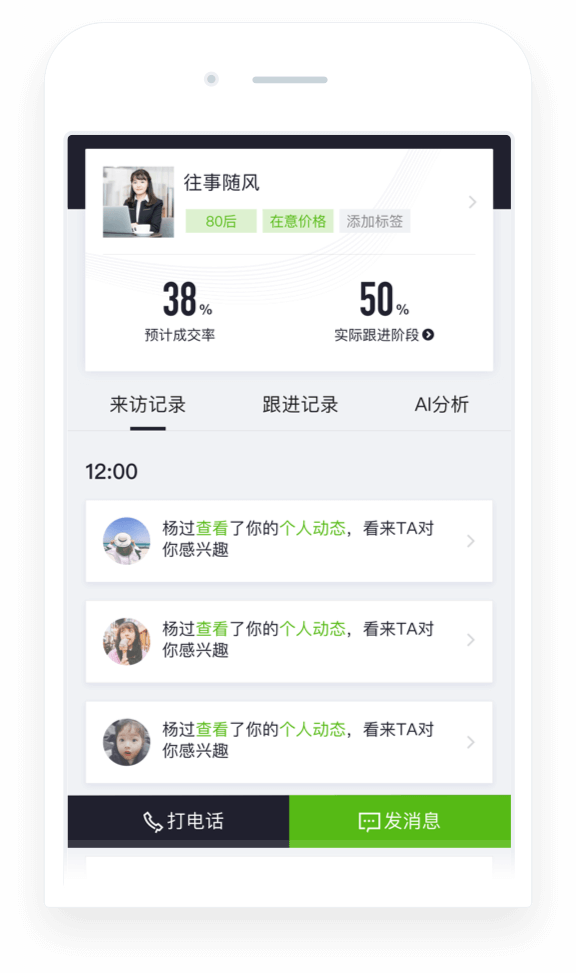 往事随风
80后 在意价格 添加标签
38% 50%
预计成交率 实际跟进阶段
来访记录 跟进记录 AI分析
12:00
杨过查看了你的个人动态，看来TA对
你感兴趣
杨过查看了你的个人动态，看来TA对
你感兴趣
杨过查看了你的个人动态，看来TA对
你感兴趣
打电话 发消息